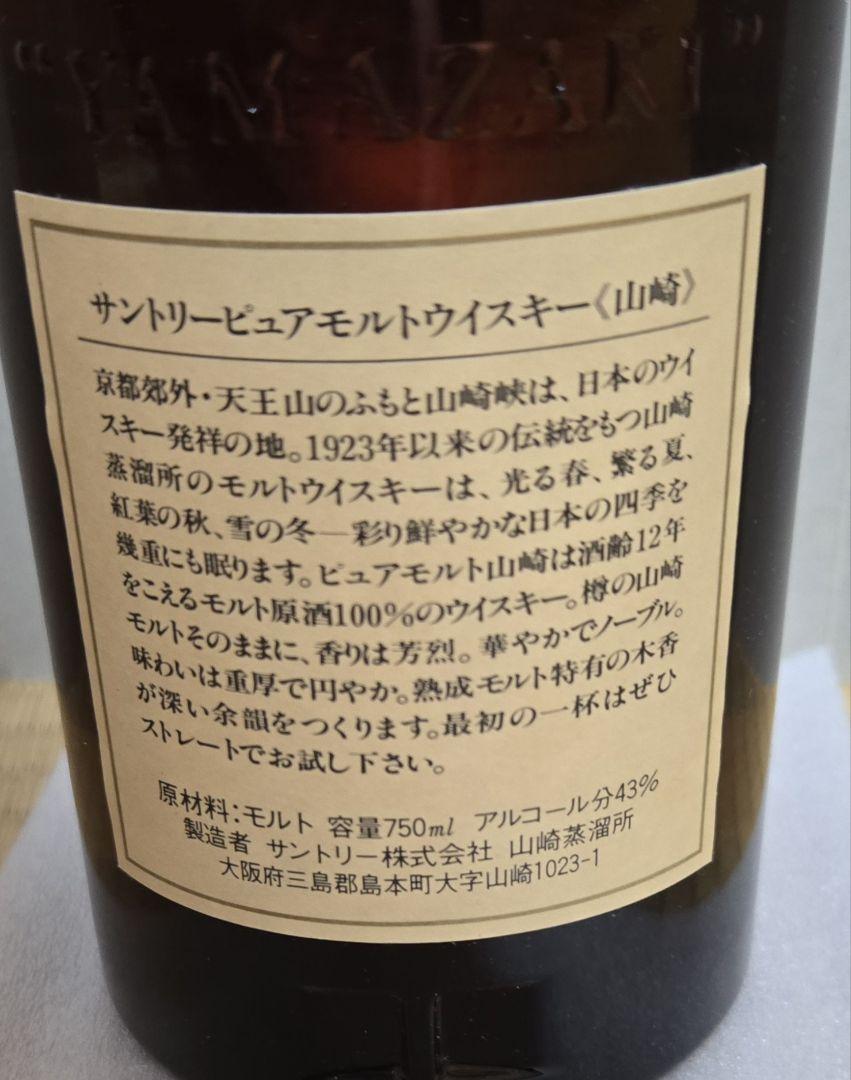 "YAMAZAKI"
サントリーピュアモルトウイスキー《山崎》
京都郊外・天王山のふもと山崎峡は、日本のウイ
スキー発祥の地。1923年以来の伝統をもつ山崎
蒸溜所のモルトウイスキーは、光る春、繁る夏、
紅葉の秋、雪の冬—彩り鮮やかな日本の四季を
幾重にも眠ります。ピュアモルト山崎は酒齢12年
をこえるモルト原酒100%のウイスキー。樽の山崎
モルトそのままに、香りは芳烈。華やかでノーブル。
味わいは重厚で円やか。熟成モルト特有の木香
が深い余韻をつくります。最初の一杯はぜひ
ストレートでお試し下さい。
原材料：モルト 容量750ml アルコール分43%
製造者 サントリー株式会社 山崎蒸溜所
大阪府三島郡島本町大字山崎1023-1